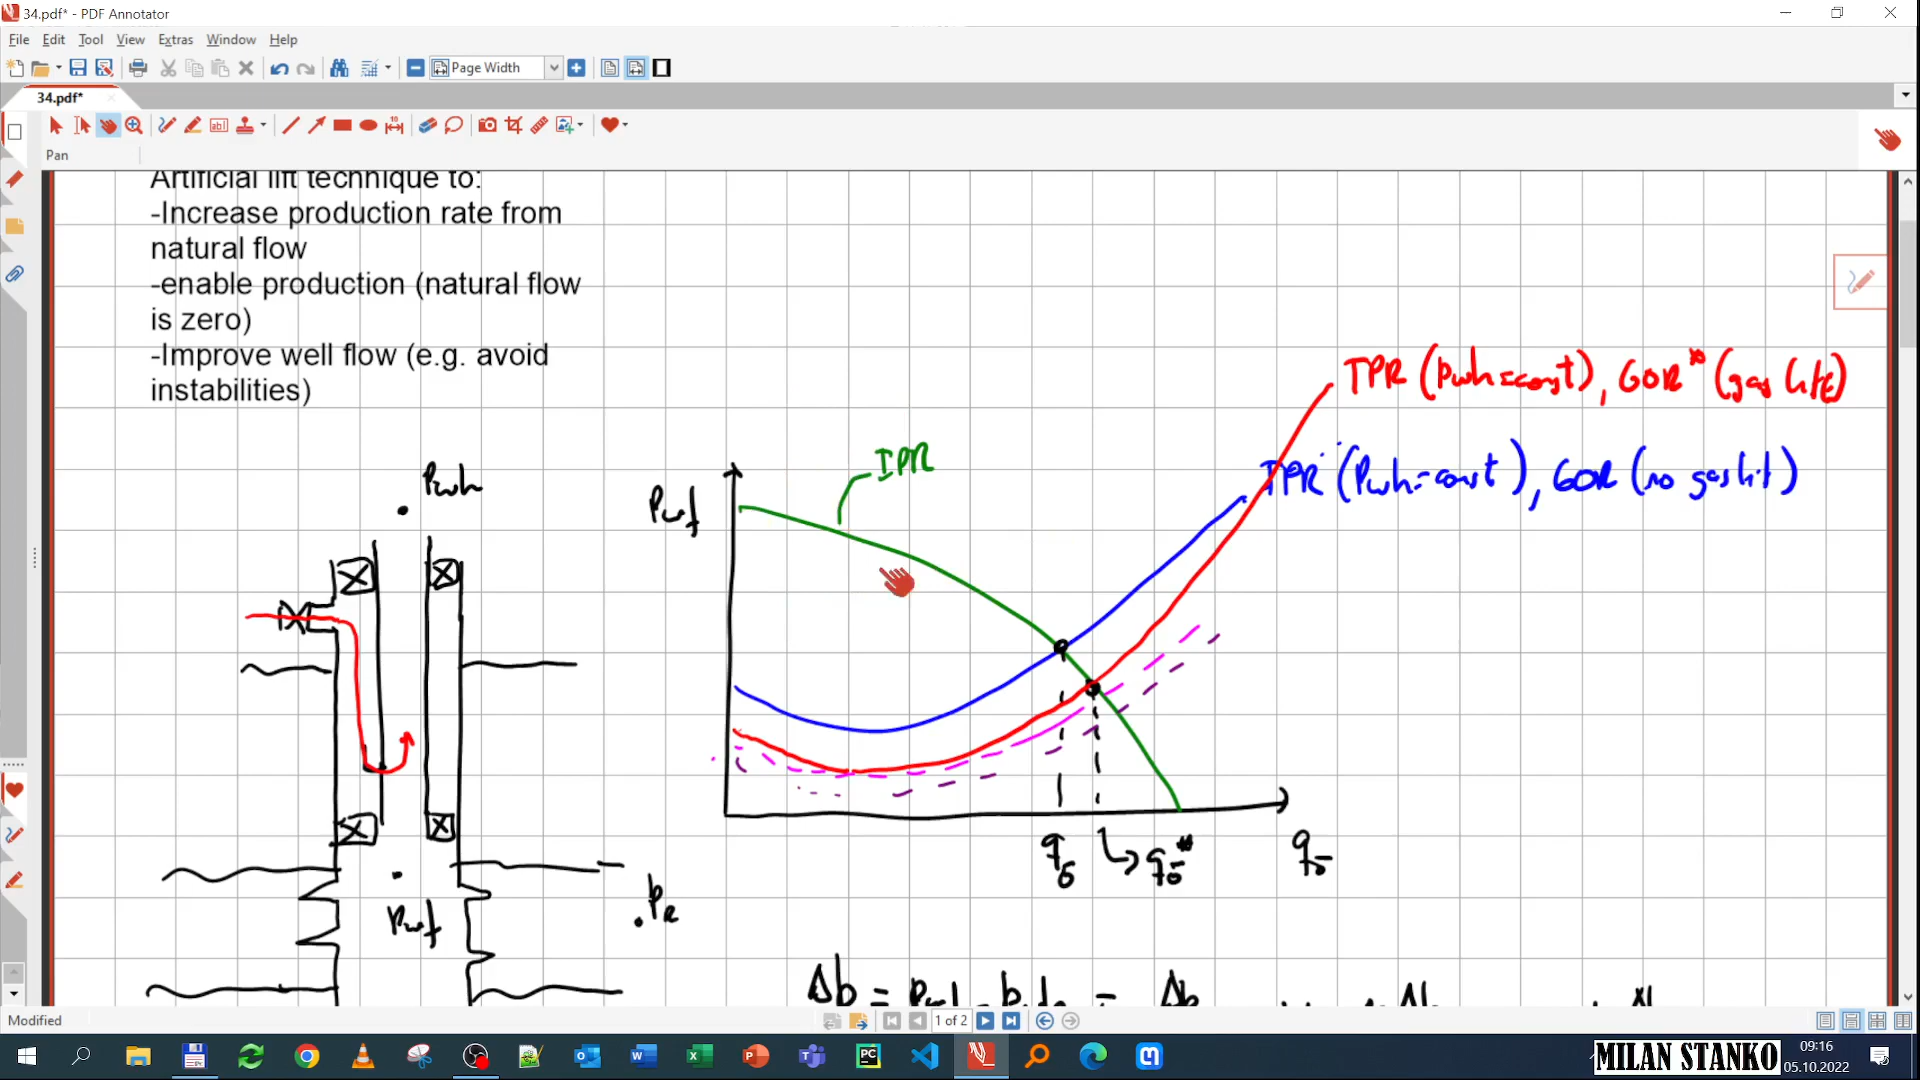 34.pdf* - PDF Annotator
File Edit Tool View Extras Window Help
Page Width
34.pdf*
Pan
Artificial lift technique to:
-Increase production rate from
natural flow
-enable production (natural flow
is zero)
-Improve well flow (e.g. avoid
instabilities)
TPR (Pwh=const), GOR* (gas lift)
IPR
Pwh
TPR (Pwh=const), GOR (no gas lift)
Pwf
qo
qo*
qo
PR
Pwf
Modified
1 of 2
MILAN STANKO
09:16
05.10.2022